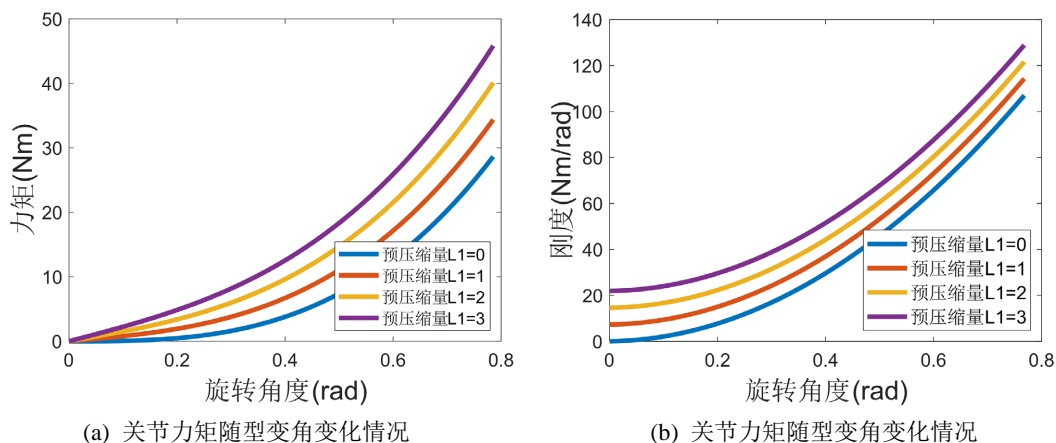 50
40
30
20
10
0
力矩(Nm)
预压缩量L1=0
预压缩量L1=1
预压缩量L1=2
预压缩量L1=3
0 0.2 0.4 0.6 0.8
旋转角度(rad)
(a) 关节力矩随型变角变化情况
140
120
100
80
60
40
20
0
刚度(Nm/rad)
预压缩量L1=0
预压缩量L1=1
预压缩量L1=2
预压缩量L1=3
0 0.2 0.4 0.6 0.8
旋转角度(rad)
(b) 关节力矩随型变角变化情况